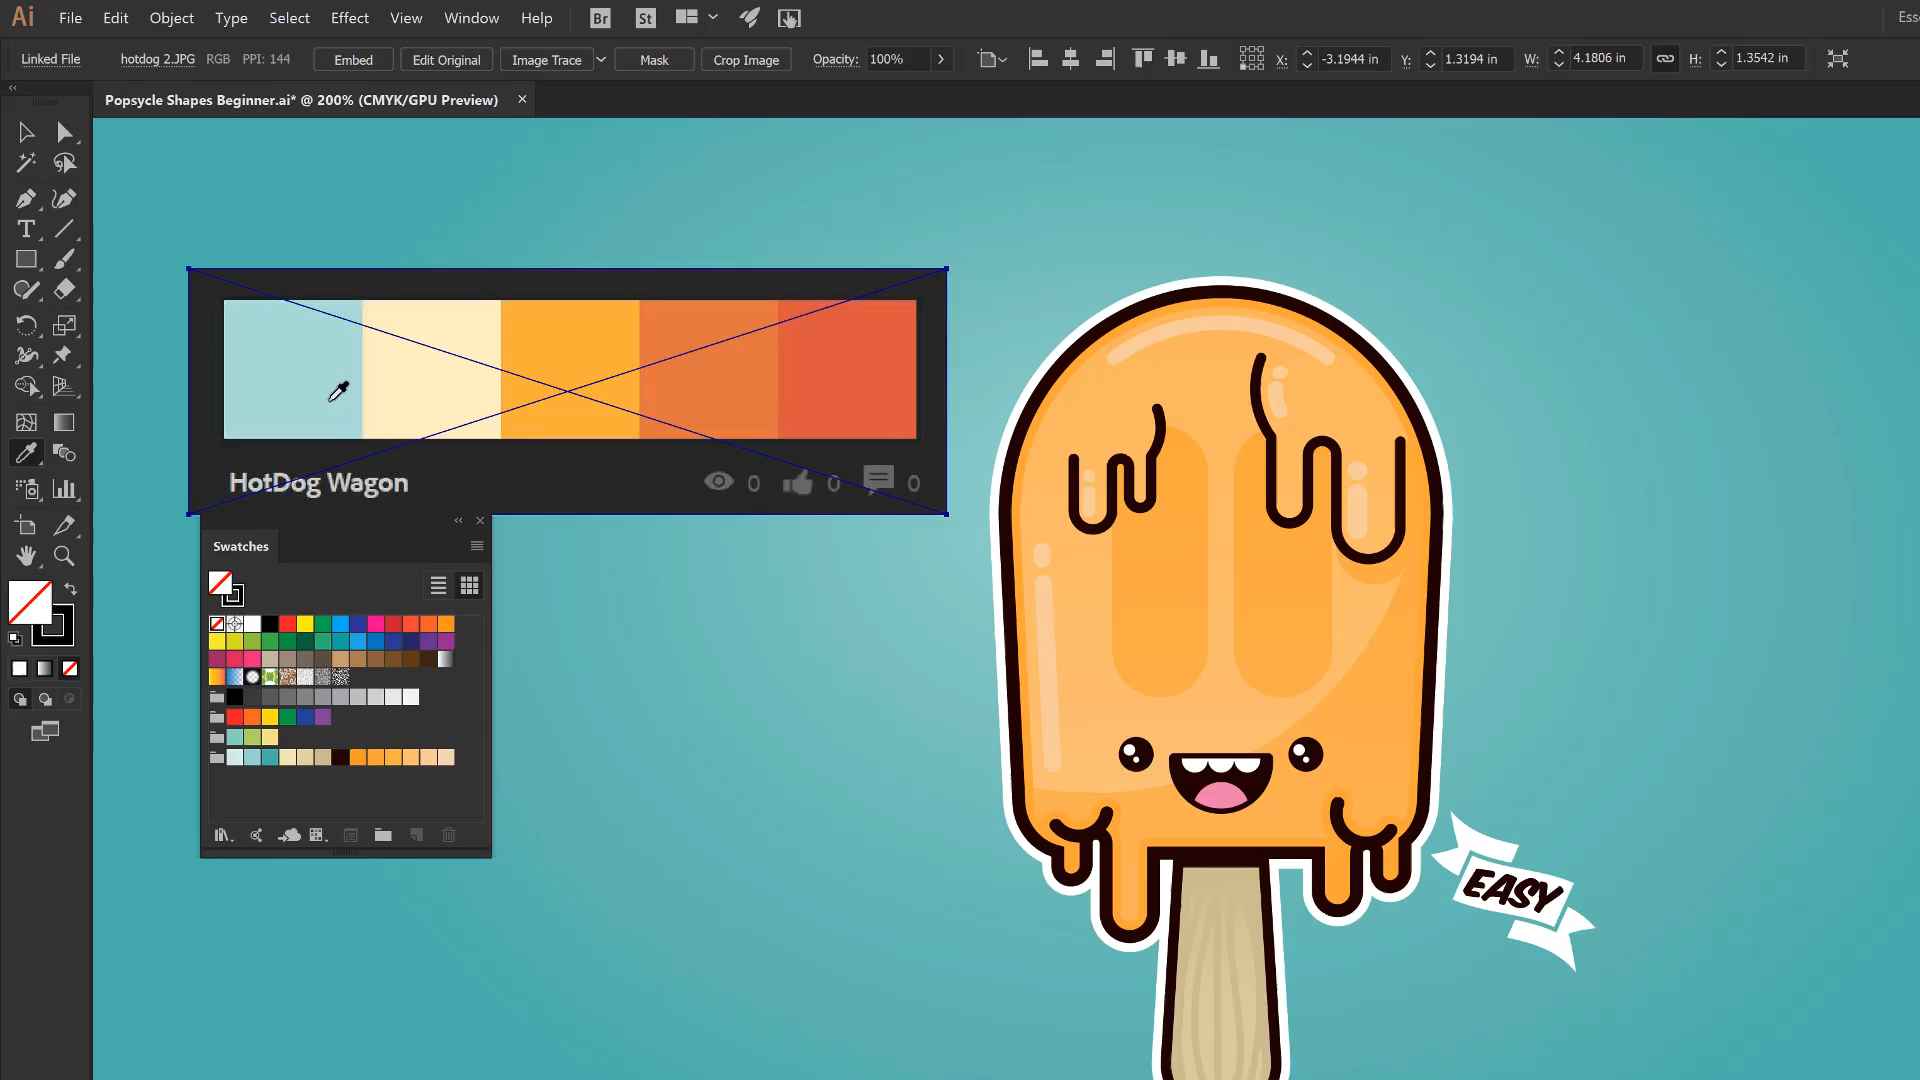 Ai File Edit Object Type Select Effect View Window Help Br St
Linked File hotdog 2.JPG RGB PPI: 144 Embed Edit Original Image Trace Mask Crop Image Opacity: 100% X: -3.1944 in Y: 1.3194 in W: 4.1806 in H: 1.3542 in
Popsycle Shapes Beginner.ai* @ 200% (CMYK/GPU Preview) ×
HotDog Wagon 0 0 0
Swatches
EASY